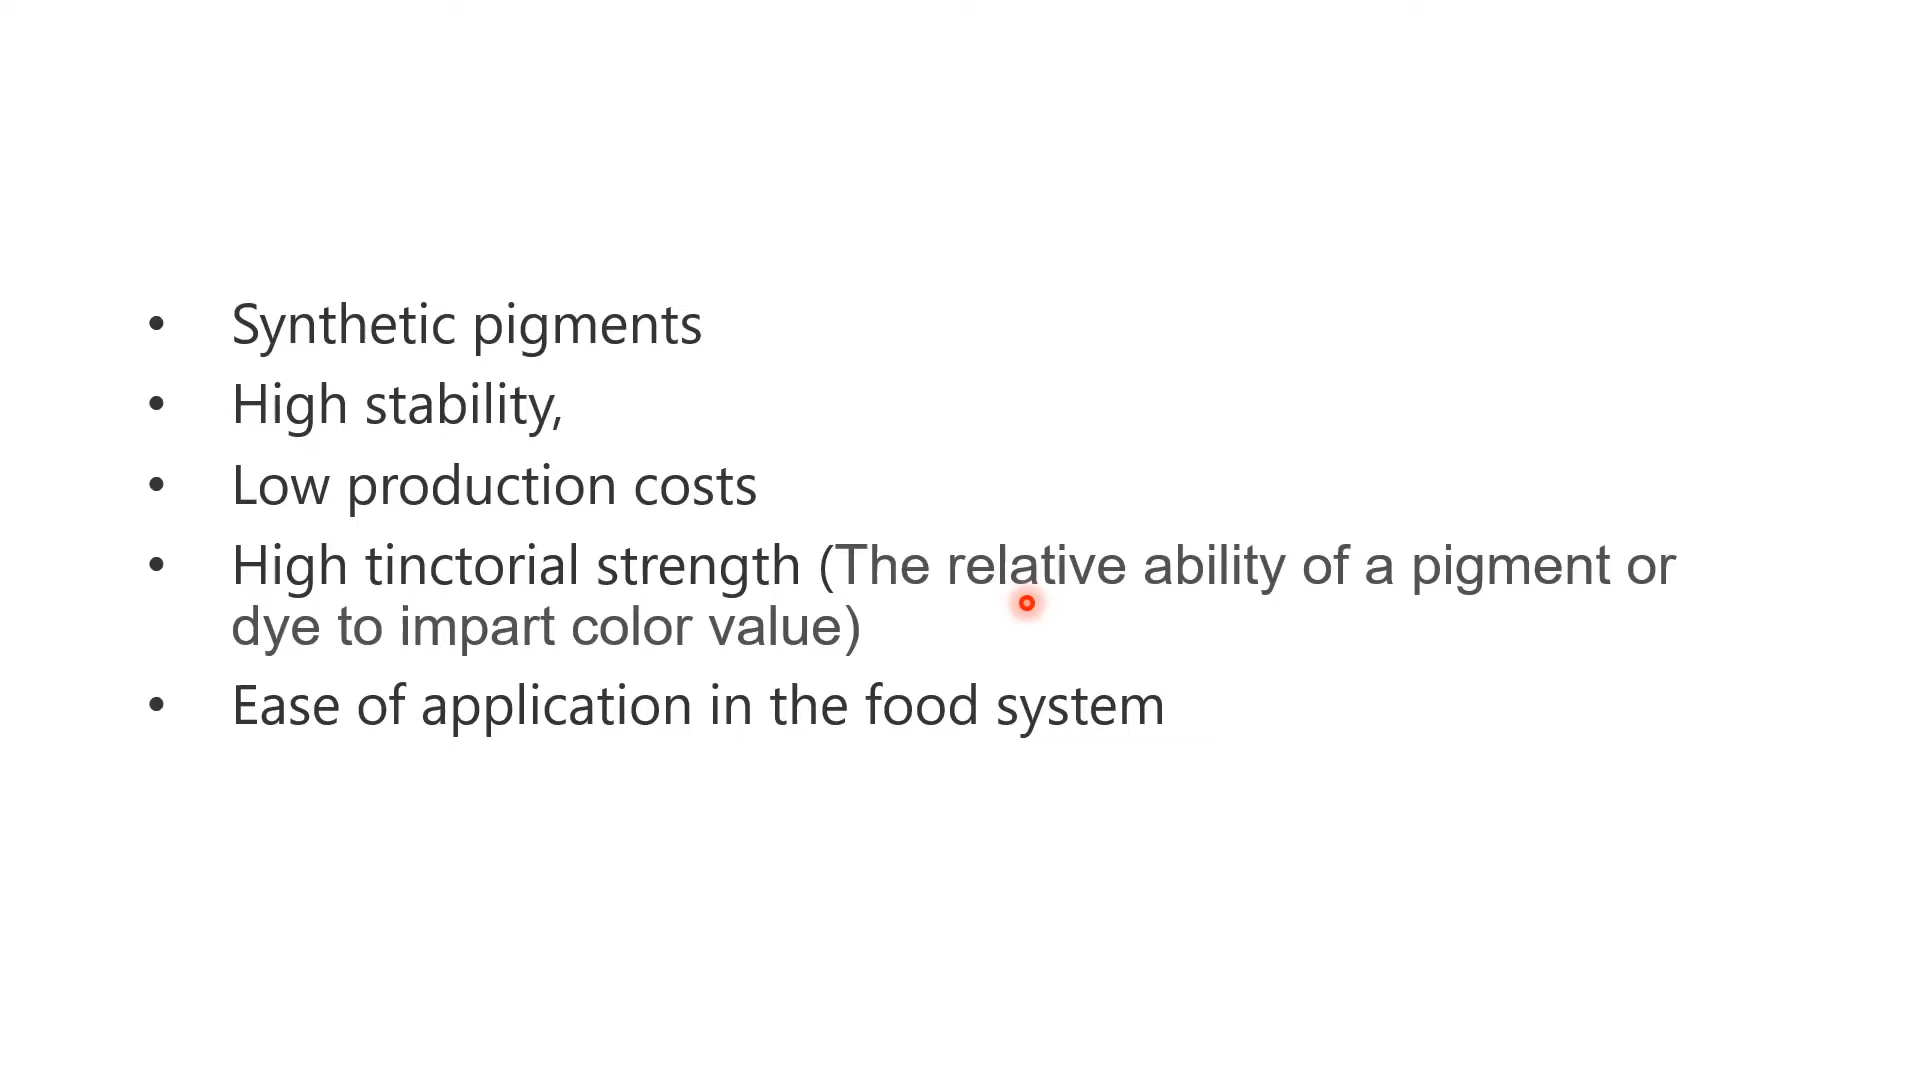 • Synthetic pigments
• High stability,
• Low production costs
• High tinctorial strength (The relative ability of a pigment or
dye to impart color value)
• Ease of application in the food system